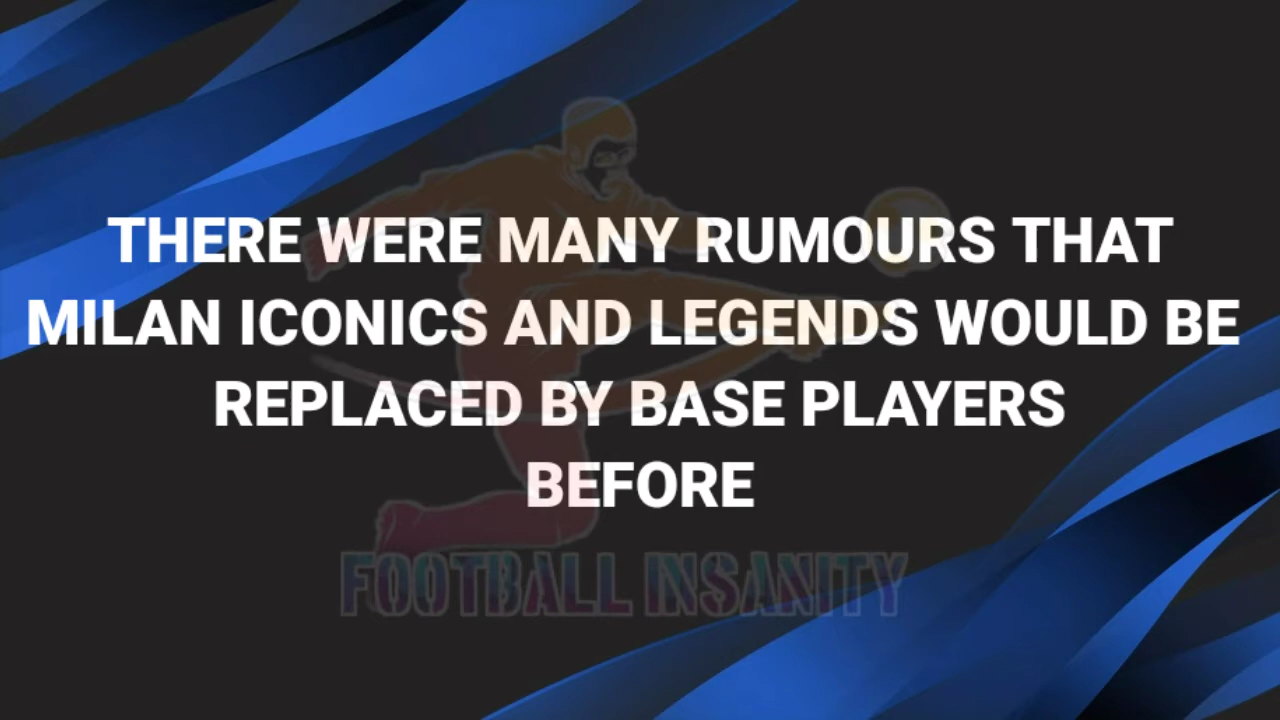 THERE WERE MANY RUMOURS THAT
MILAN ICONICS AND LEGENDS WOULD BE
REPLACED BY BASE PLAYERS
BEFORE
FOOTBALL INSANITY